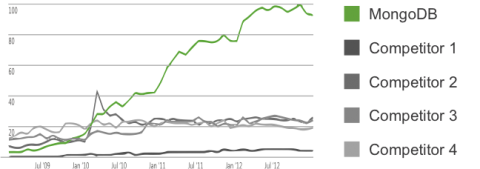 100
80
60
40
20
Jul '09
Jan '10
Jul '10
Jan '11
Jul '11
Jan '12
Jul '12
MongoDB
Competitor 1
Competitor 2
Competitor 3
Competitor 4